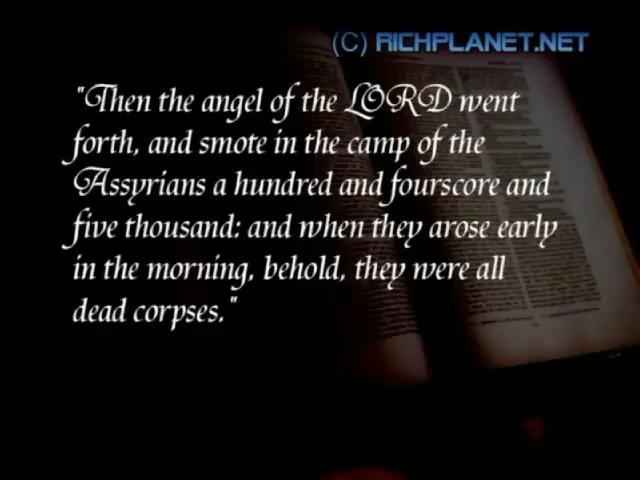 (C) RICHPLANET.NET
"Then the angel of the LORD went
forth, and smote in the camp of the
Assyrians a hundred and fourscore and
five thousand: and when they arose early
in the morning, behold, they were all
dead corpses."